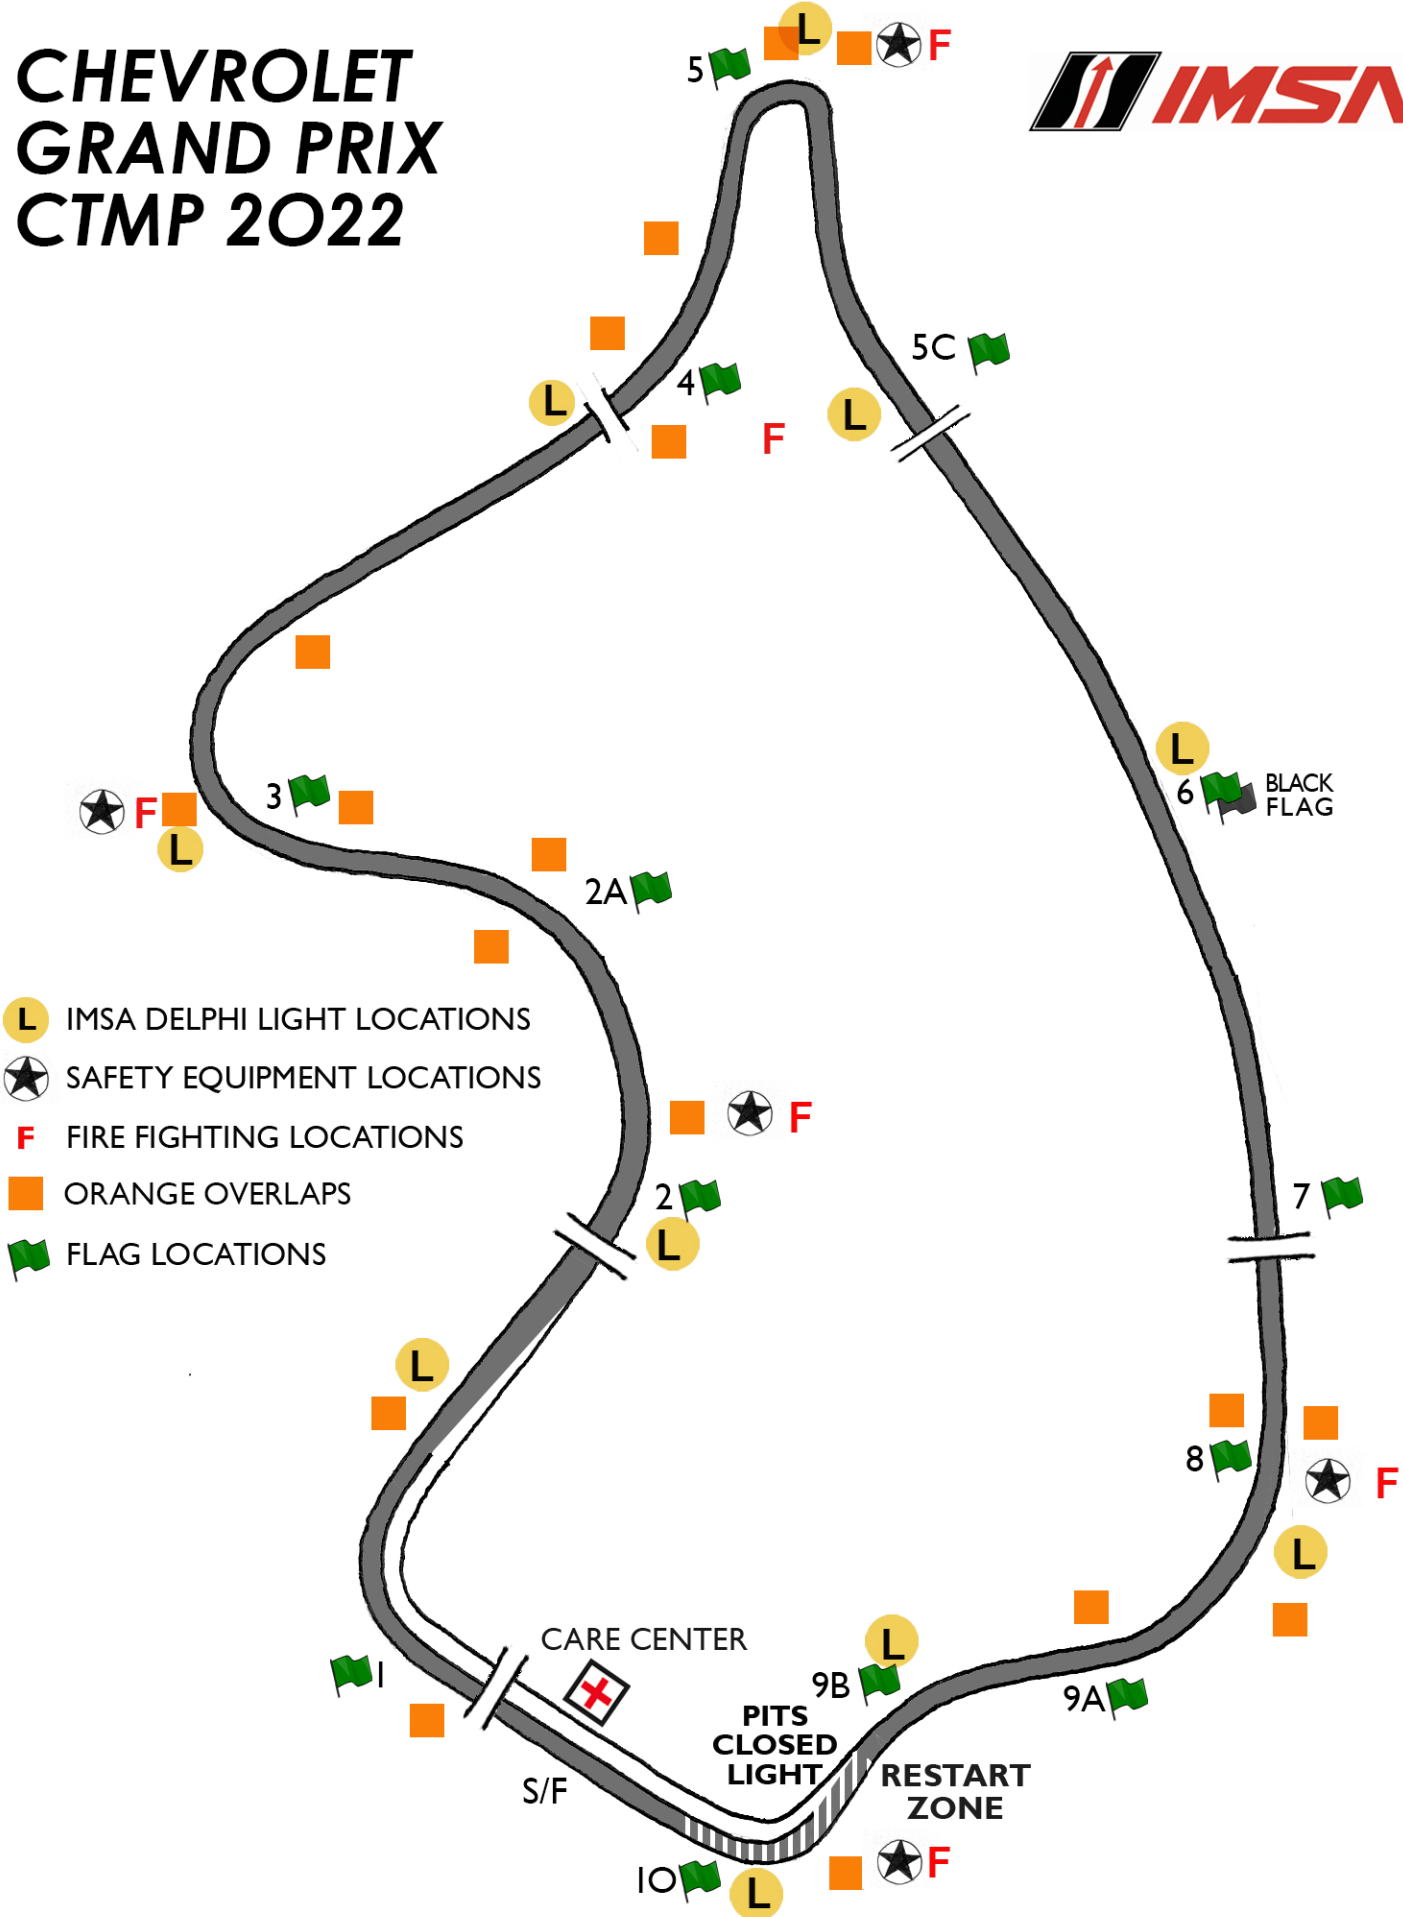 CHEVROLET
GRAND PRIX
CTMP 2022
IMSA
L
5
F
5C
4
L
L
F
L
6
BLACK
FLAG
3
F
L
2A
L IMSA DELPHI LIGHT LOCATIONS
SAFETY EQUIPMENT LOCATIONS
F FIRE FIGHTING LOCATIONS
ORANGE OVERLAPS
FLAG LOCATIONS
F
2
L
7
L
8
F
L
CARE CENTER
L
1
9B
9A
PITS
CLOSED
LIGHT
RESTART
ZONE
S/F
10
L
F